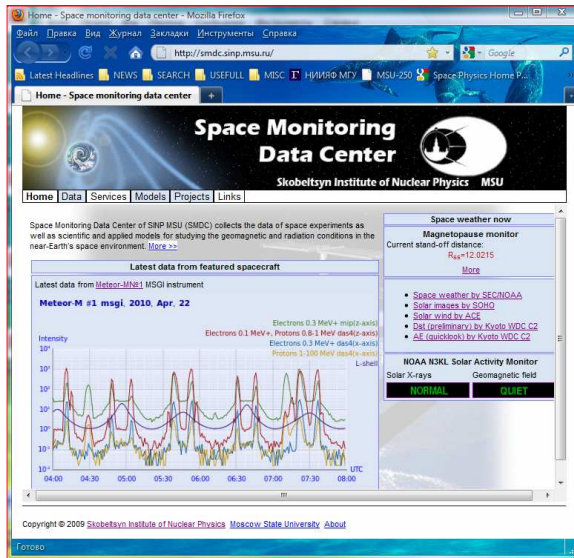 Home - Space monitoring data center - Mozilla Firefox
Файл Правка Вид Журнал Закладки Инструменты Справка
http://smdc.sinp.msu.ru/
Google
Latest Headlines NEWS SEARCH USEFULL MISC НИИЯФ МГУ MSU-250 Space Physics Home P...
Home - Space monitoring data center
Space Monitoring
Data Center
Skobeltsyn Institute of Nuclear Physics MSU
Home Data Services Models Projects Links
Space Monitoring Data Center of SINP MSU (SMDC) collects the data of space experiments as
well as scientific and applied models for studying the geomagnetic and radiation conditions in the
near-Earth's space environment. More >>
Latest data from featured spacecraft
Latest data from Meteor-MN#1 MSGI instrument
Meteor-M #1 msgi, 2010, Apr, 22
Electrons 0.3 MeV+ mip(z-axis)
Electrons 0.1 MeV+, Protons 0.8-1 MeV das4(z-axis)
Electrons 0.3 MeV+ das4(x-axis)
Protons 1-100 MeV das4(x-axis)
L-shell
Intensity
UTC
04:00 04:30 05:00 05:30 06:00 06:30 07:00 07:30 08:00
Space weather now
Magnetopause monitor
Current stand-off distance:
=12.0215
More
Space weather by SEC/NOAA
Solar images by SOHO
Solar wind by ACE
Dst (preliminary) by Kyoto WDC C2
AE (quicklook) by Kyoto WDC C2
NOAA N3KL Solar Activity Monitor
Solar X-rays Geomagnetic field
NORMAL QUIET
Copyright © 2009 Skobeltsyn Institute of Nuclear Physics Moscow State University About
Готово